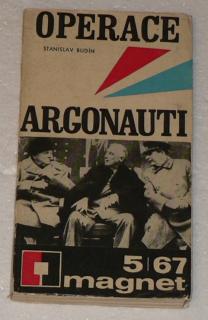 OPERACE
STANISLAV BUDÍN
ARGONAUTI
5|67
magnet